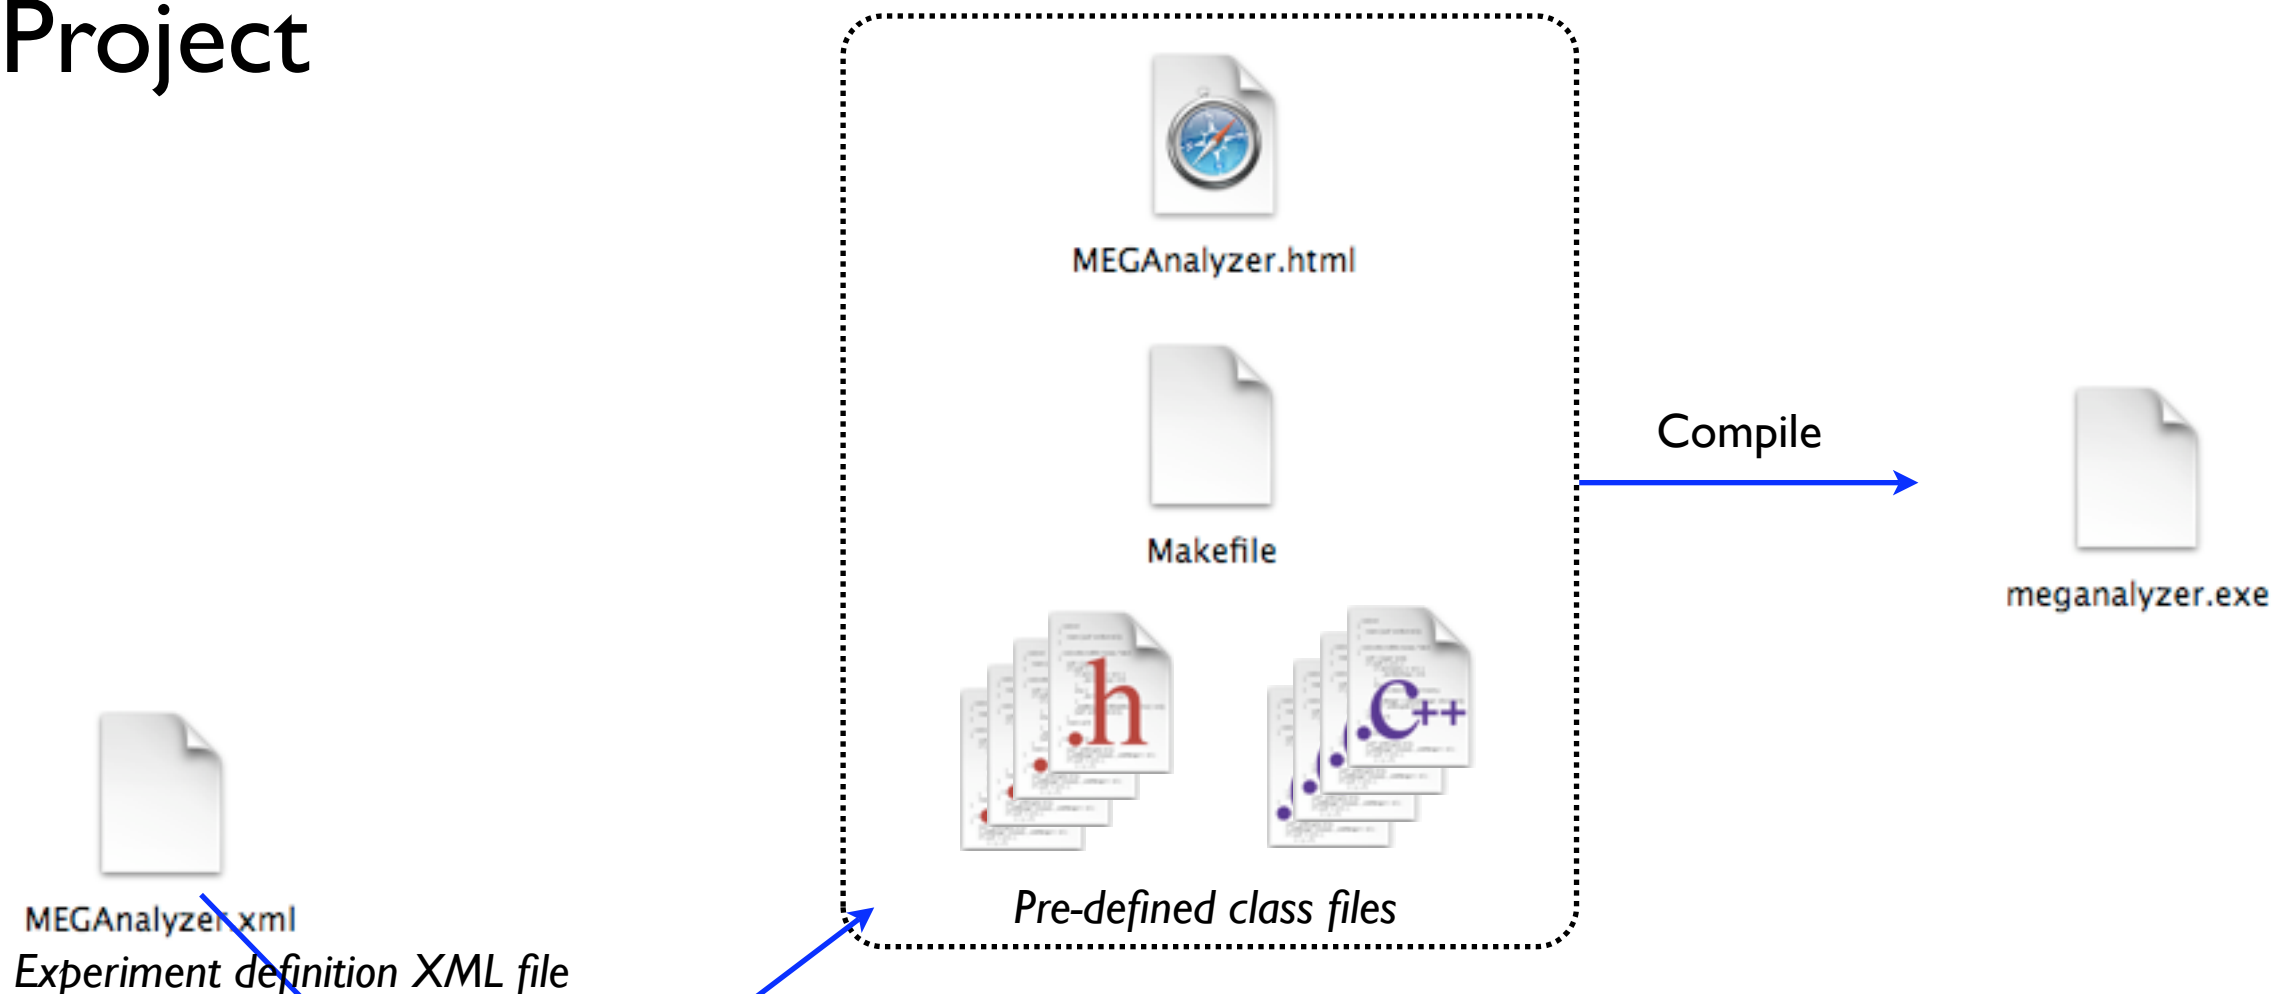 Project
MEGAnalyzer.html
Makefile
Compile
meganalyzer.exe
.h
.c++
Pre-defined class files
MEGAnalyzer.xml
Experiment definition XML file